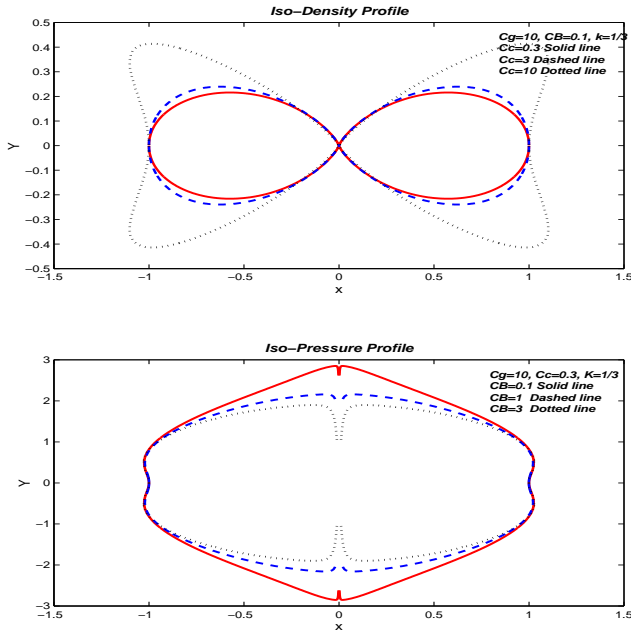 Iso−Density Profile
0.5
0.4
0.3
0.2
0.1
0
−0.1
−0.2
−0.3
−0.4
−0.5
Y
Cg=10, CB=0.1, k=1/3
Cc=0.3 Solid line
Cc=3 Dashed line
Cc=10 Dotted line
−1.5 −1 −0.5 0 0.5 1 1.5
x
Iso−Pressure Profile
3
2
1
0
−1
−2
−3
Y
Cg=10, Cc=0.3, K=1/3
CB=0.1 Solid line
CB=1 Dashed line
CB=3 Dotted line
−1.5 −1 −0.5 0 0.5 1 1.5
x